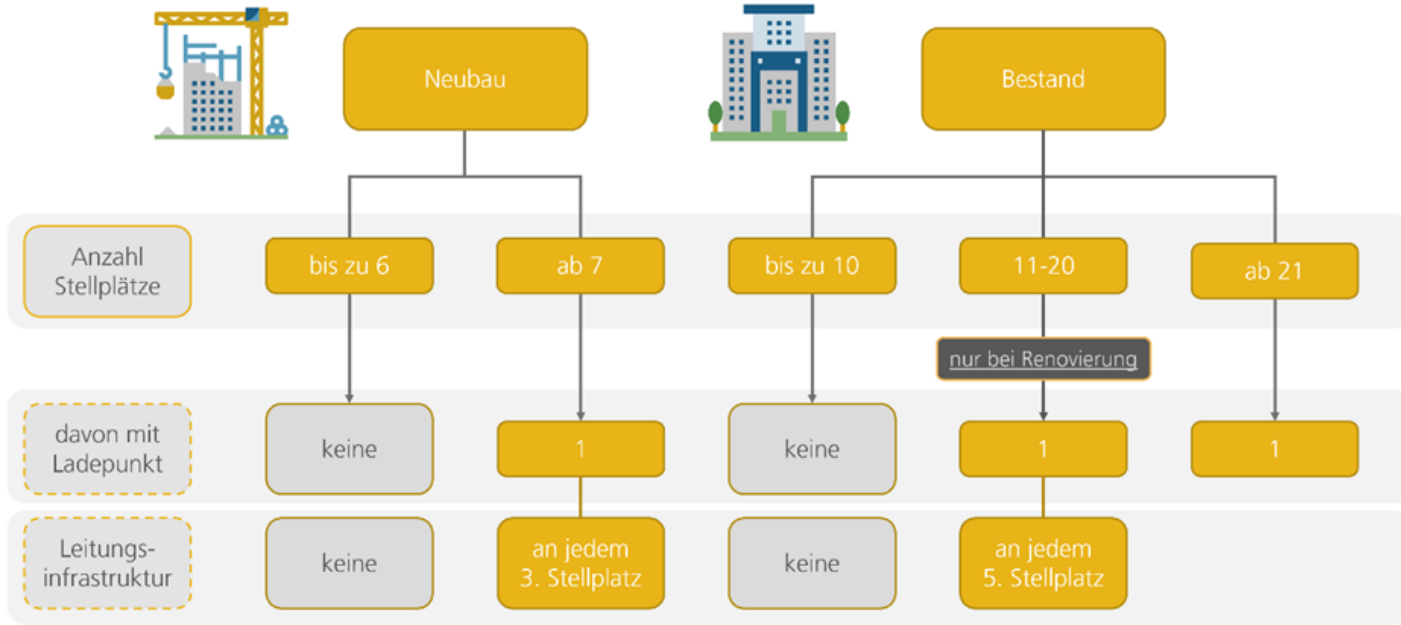 Neubau
Bestand
Anzahl
Stellplätze
bis zu 6
ab 7
bis zu 10
11-20
ab 21
nur bei Renovierung
davon mit
Ladepunkt
keine
1
keine
1
1
Leitungs-
infrastruktur
keine
an jedem
3. Stellplatz
keine
an jedem
5. Stellplatz